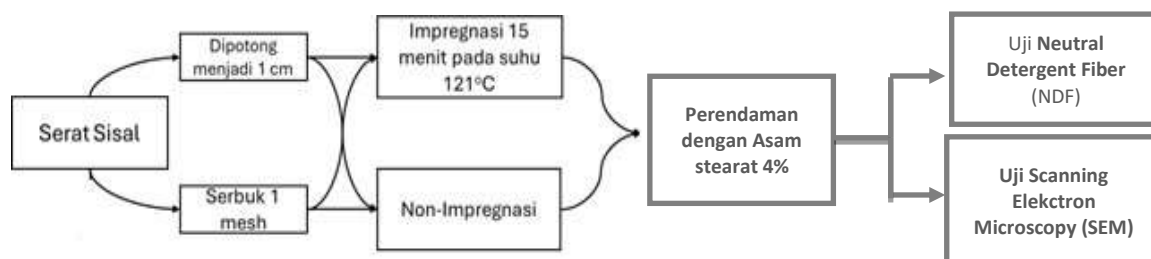 Serat Sisal
Dipotong
menjadi 1 cm
Serbuk 1
mesh
Impregnasi 15
menit pada suhu
121°C
Non-Impregnasi
Perendaman
dengan Asam
stearat 4%
Uji Neutral
Detergent Fiber
(NDF)
Uji Scanning
Elekctron
Microscopy (SEM)